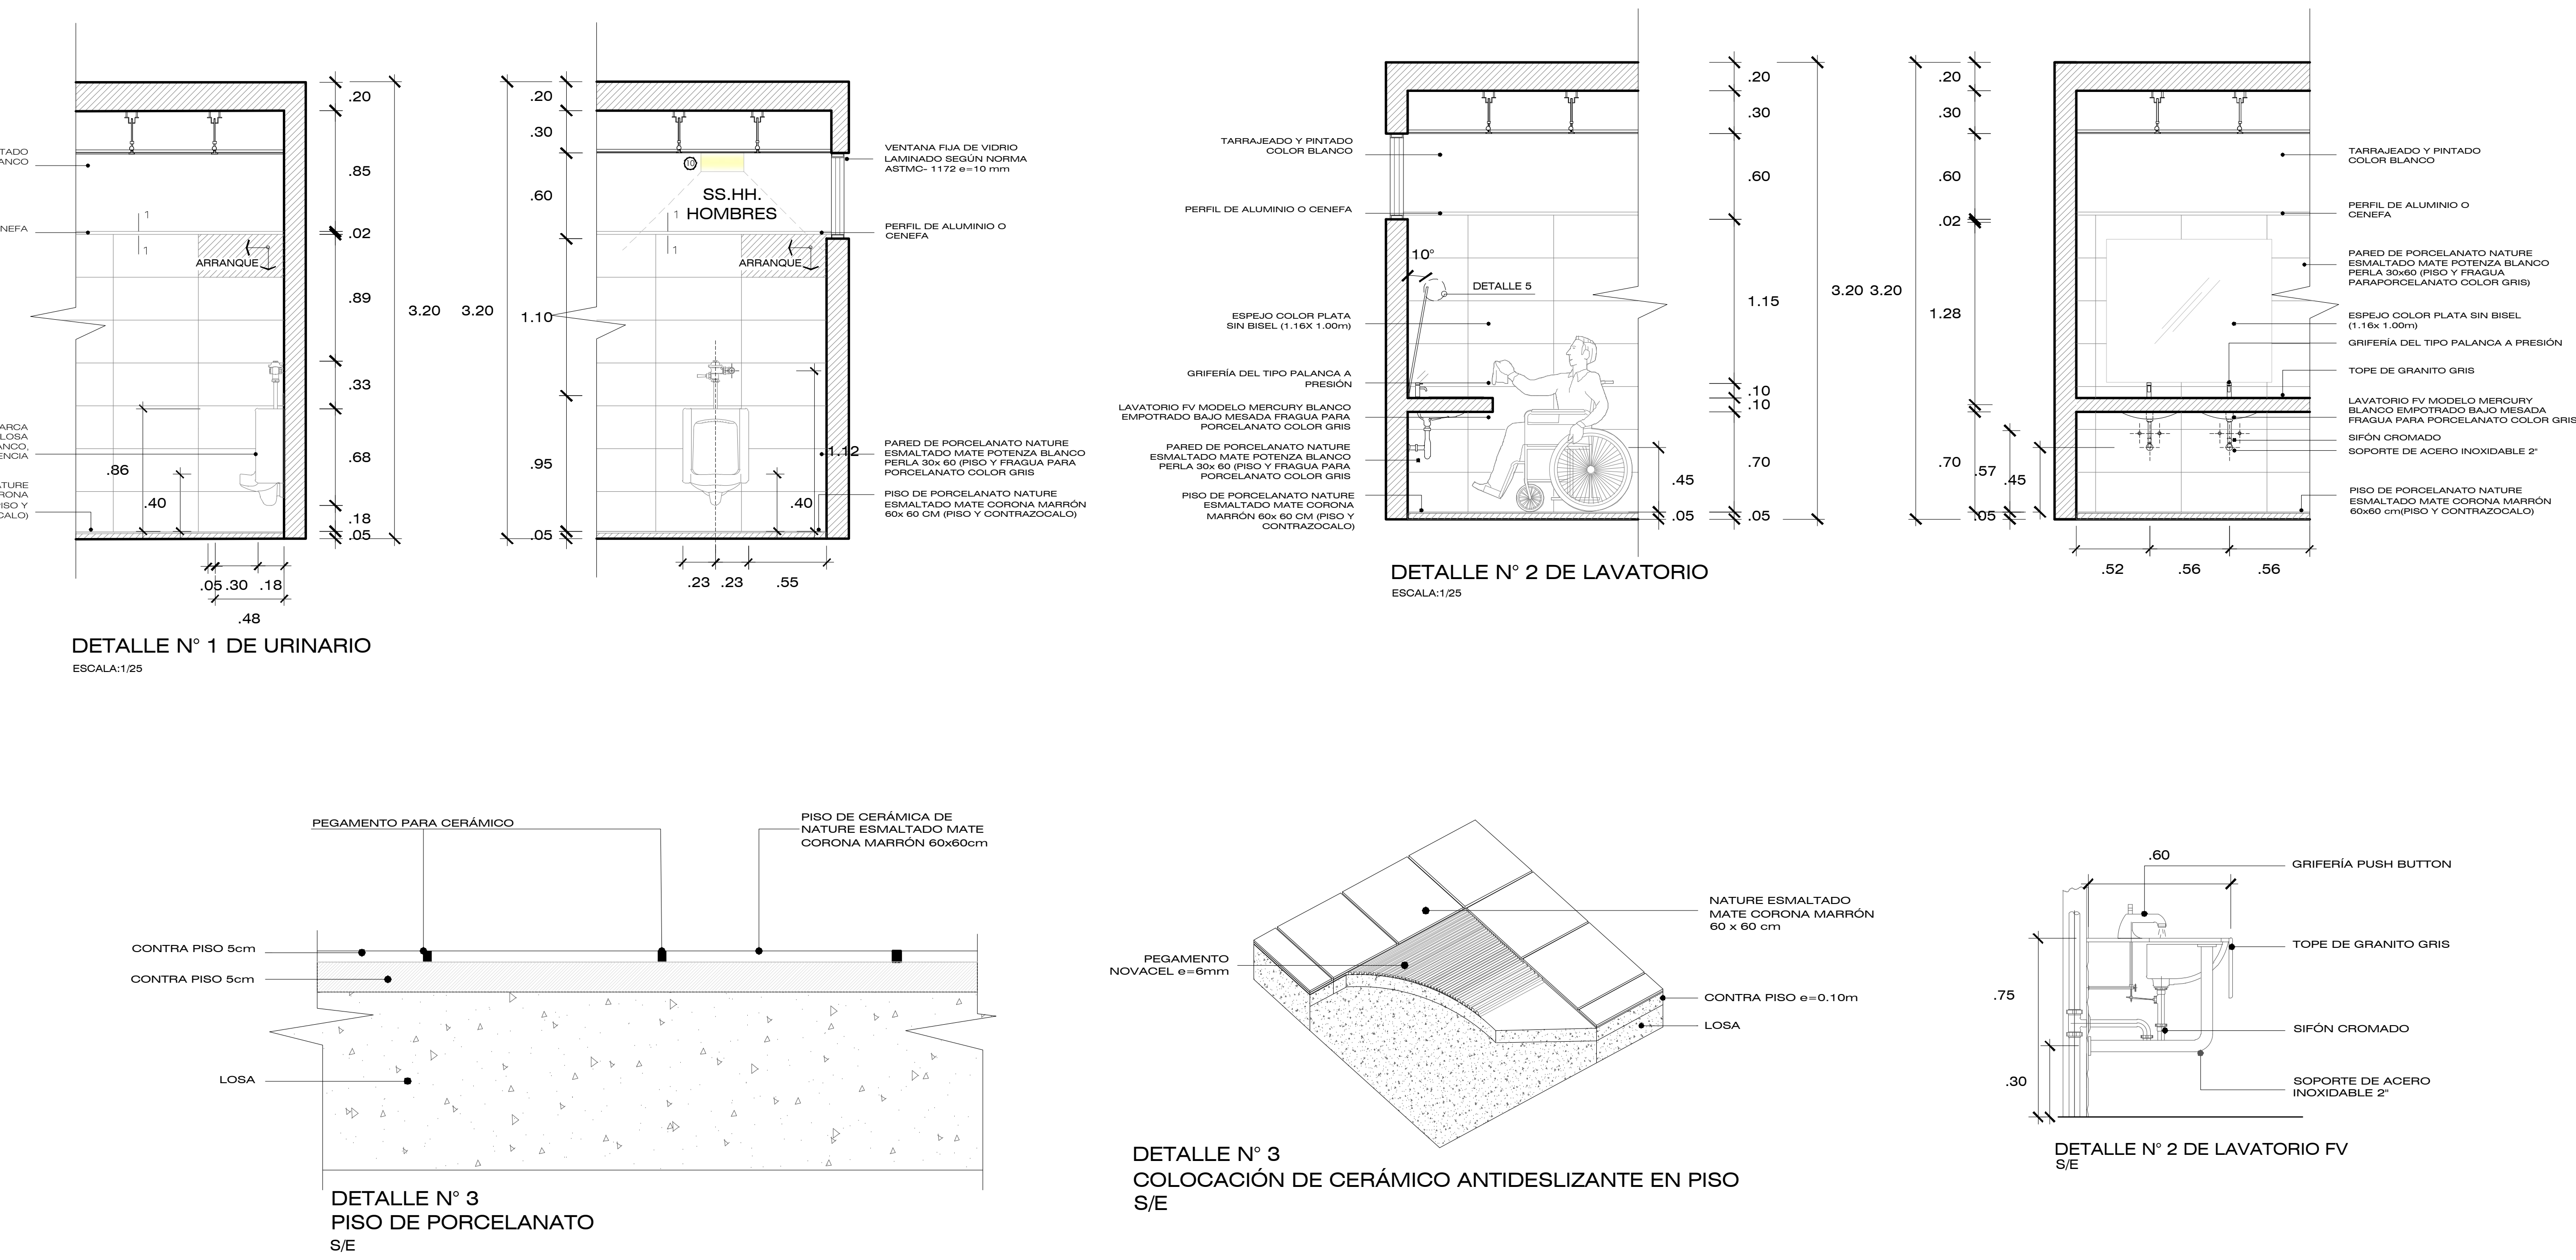 TADO
ANCO
NEFA
ARCA
LOSA
ANCO,
ENCIA
TURE
RONA
PISO Y
CALO)
1
1
ARRANQUE
.86
.40
.20
.85
.02
.89
.33
.68
.18
.05
3.20
.05
.30
.18
.48
DETALLE N° 1 DE URINARIO
ESCALA:1/25
3.20
.20
.30
.60
1.10
.95
.05
10
SS.HH.
HOMBRES
1
1
ARRANQUE
1.12
.40
.23
.23
.55
VENTANA FIJA DE VIDRIO
LAMINADO SEGÚN NORMA
ASTMC- 1172 e=10 mm
PERFIL DE ALUMINIO O
CENEFA
PARED DE PORCELANATO NATURE
ESMALTADO MATE POTENZA BLANCO
PERLA 30x 60 (PISO Y FRAGUA PARA
PORCELANATO COLOR GRIS
PISO DE PORCELANATO NATURE
ESMALTADO MATE CORONA MARRÓN
60x 60 CM (PISO Y CONTRAZOCALO)
TARRAJEADO Y PINTADO
COLOR BLANCO
PERFIL DE ALUMINIO O CENEFA
ESPEJO COLOR PLATA
SIN BISEL (1.16X 1.00m)
GRIFERÍA DEL TIPO PALANCA A
PRESIÓN
LAVATORIO FV MODELO MERCURY BLANCO
EMPOTRADO BAJO MESADA FRAGUA PARA
PORCELANATO COLOR GRIS
PARED DE PORCELANATO NATURE
ESMALTADO MATE POTENZA BLANCO
PERLA 30x 60 (PISO Y FRAGUA PARA
PORCELANATO COLOR GRIS
PISO DE PORCELANATO NATURE
ESMALTADO MATE CORONA
MARRÓN 60x 60 CM (PISO Y
CONTRAZOCALO)
10°
DETALLE 5
.45
.05
.20
.30
.60
1.15
.10
.10
.70
.05
3.20
DETALLE N° 2 DE LAVATORIO
ESCALA:1/25
3.20
.20
.30
.60
.02
1.28
.70
.57
.45
.05
.52
.56
.56
TARRAJEADO Y PINTADO
COLOR BLANCO
PERFIL DE ALUMINIO O
CENEFA
PARED DE PORCELANATO NATURE
ESMALTADO MATE POTENZA BLANCO
PERLA 30x60 (PISO Y FRAGUA
PARAPORCELANATO COLOR GRIS)
ESPEJO COLOR PLATA SIN BISEL
(1.16x 1.00m)
GRIFERÍA DEL TIPO PALANCA A PRESIÓN
TOPE DE GRANITO GRIS
LAVATORIO FV MODELO MERCURY
BLANCO EMPOTRADO BAJO MESADA
FRAGUA PARA PORCELANATO COLOR GRIS
SIFÓN CROMADO
SOPORTE DE ACERO INOXIDABLE 2"
PISO DE PORCELANATO NATURE
ESMALTADO MATE CORONA MARRÓN
60x60 cm(PISO Y CONTRAZOCALO)
PEGAMENTO PARA CERÁMICO
PISO DE CERÁMICA DE
NATURE ESMALTADO MATE
CORONA MARRÓN 60x60cm
CONTRA PISO 5cm
CONTRA PISO 5cm
LOSA
DETALLE N° 3
PISO DE PORCELANATO
S/E
PEGAMENTO
NOVACEL e=6mm
NATURE ESMALTADO
MATE CORONA MARRÓN
60 x 60 cm
CONTRA PISO e=0.10m
LOSA
DETALLE N° 3
COLOCACIÓN DE CERÁMICO ANTIDESLIZANTE EN PISO
S/E
.60
.75
.30
GRIFERÍA PUSH BUTTON
TOPE DE GRANITO GRIS
SIFÓN CROMADO
SOPORTE DE ACERO
INOXIDABLE 2"
DETALLE N° 2 DE LAVATORIO FV
S/E